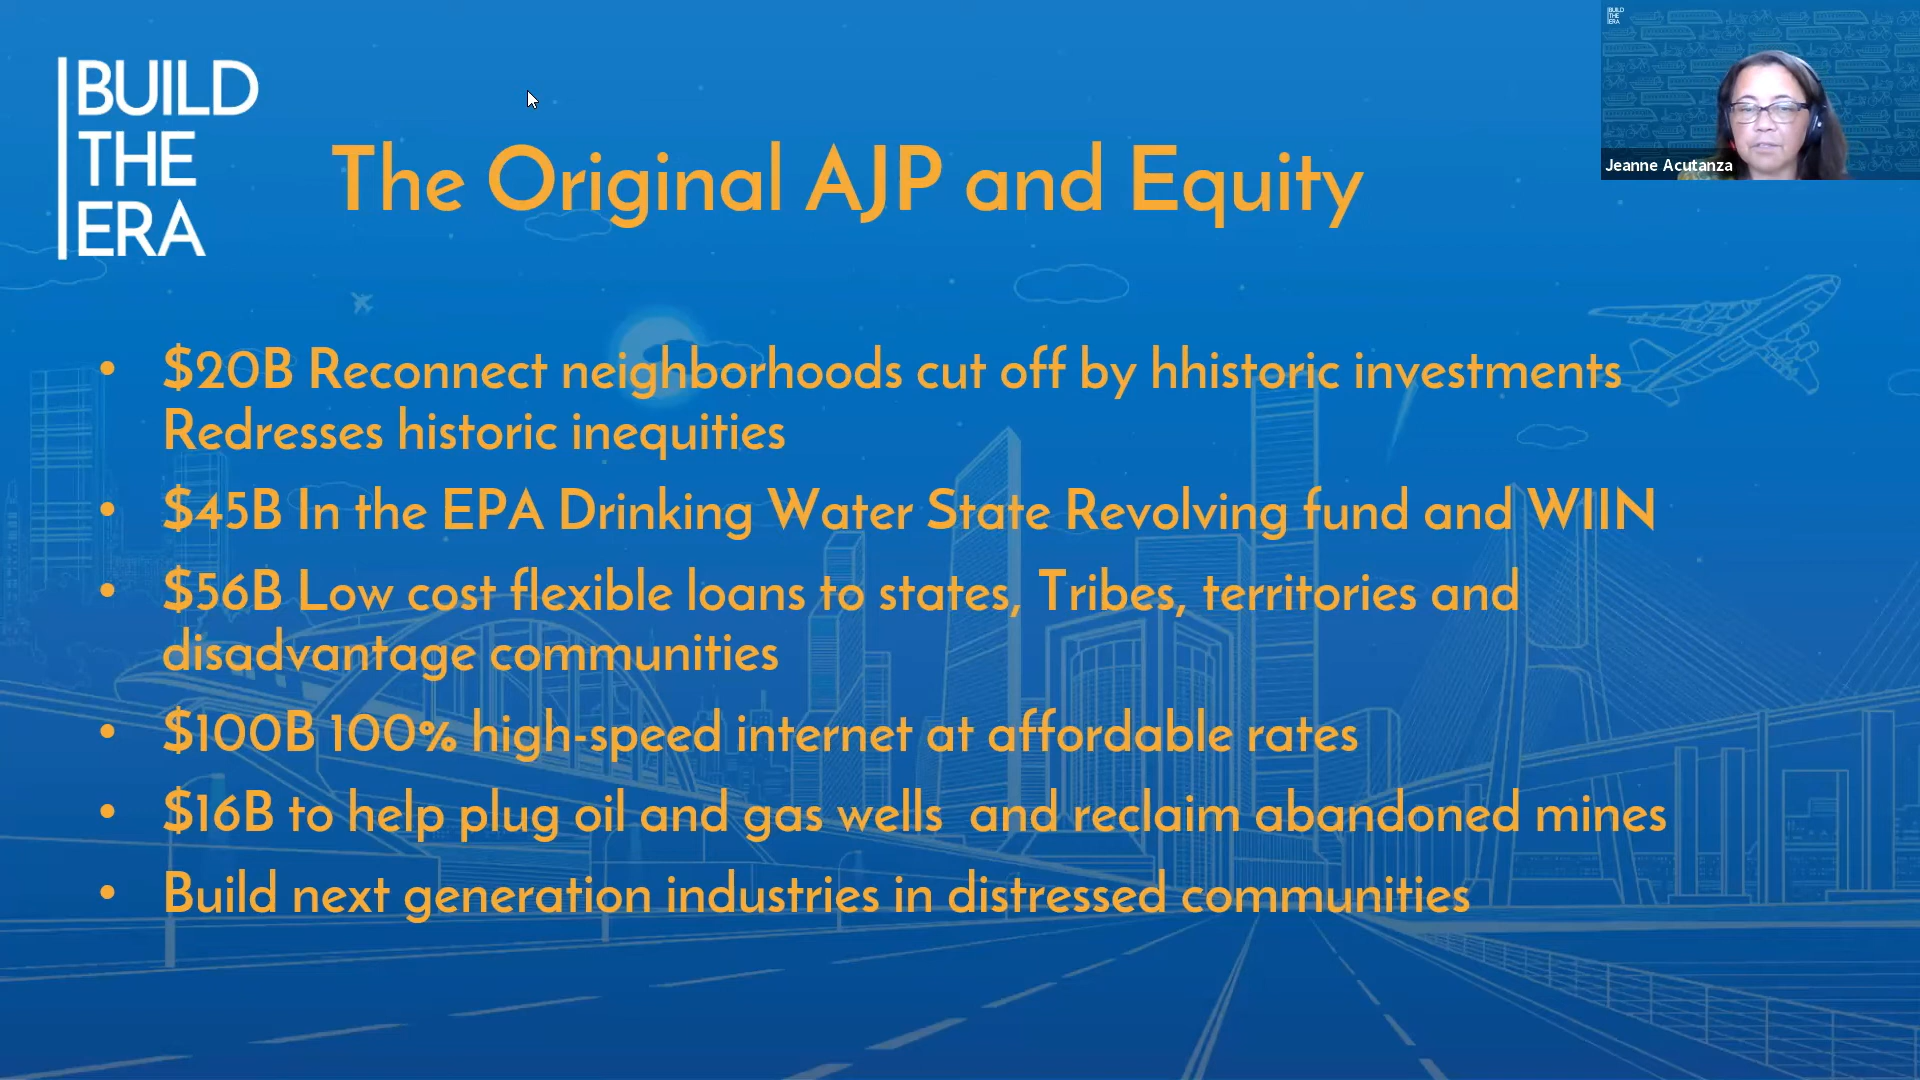 BUILD
THE
ERA
BUILD
THE
ERA
Jeanne Acutanza
The Original AJP and Equity
• $20B Reconnect neighborhoods cut off by hhistoric investments
Redresses historic inequities
• $45B In the EPA Drinking Water State Revolving fund and WIIN
• $56B Low cost flexible loans to states, Tribes, territories and
disadvantage communities
• $100B 100% high-speed internet at affordable rates
• $16B to help plug oil and gas wells  and reclaim abandoned mines
• Build next generation industries in distressed communities